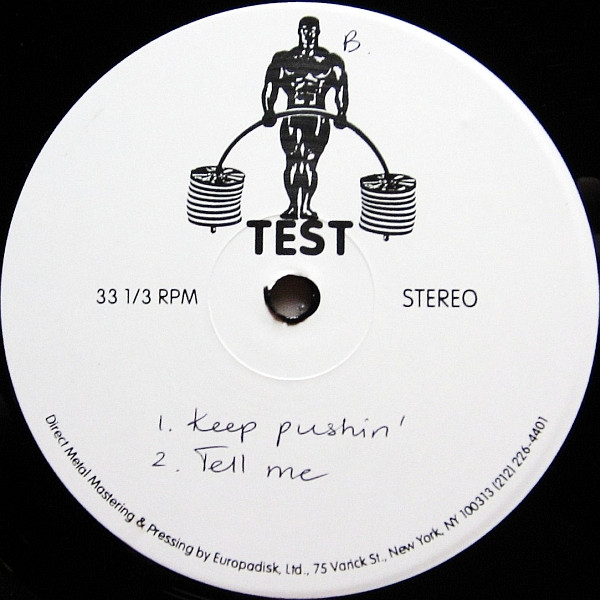 B.
TEST
33 1/3 RPM
STEREO
1. Keep pushin'
2. Tell me
Direct Metal Mastering & Pressing by Europadisk, Ltd., 75 Varick St., New York, NY 100313 (212) 226-4401